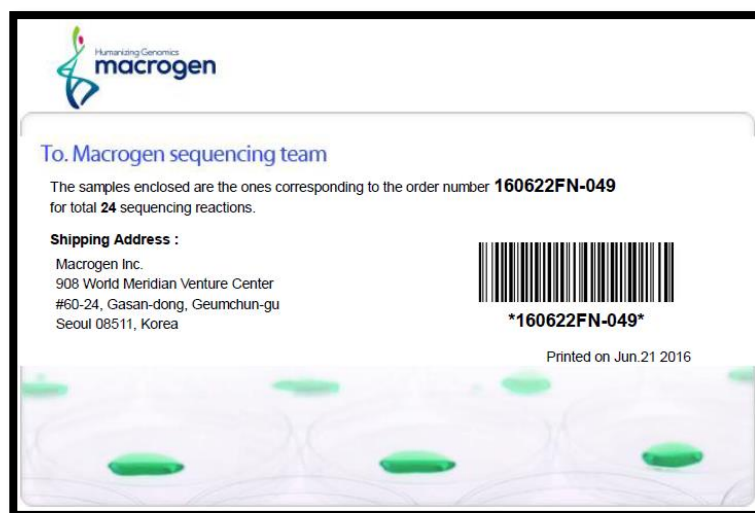 Humanizing Genomics
macrogen
To. Macrogen sequencing team
The samples enclosed are the ones corresponding to the order number 160622FN-049
for total 24 sequencing reactions.
Shipping Address :
Macrogen Inc.
908 World Meridian Venture Center
#60-24, Gasan-dong, Geumchun-gu
Seoul 08511, Korea
*160622FN-049*
Printed on Jun.21 2016